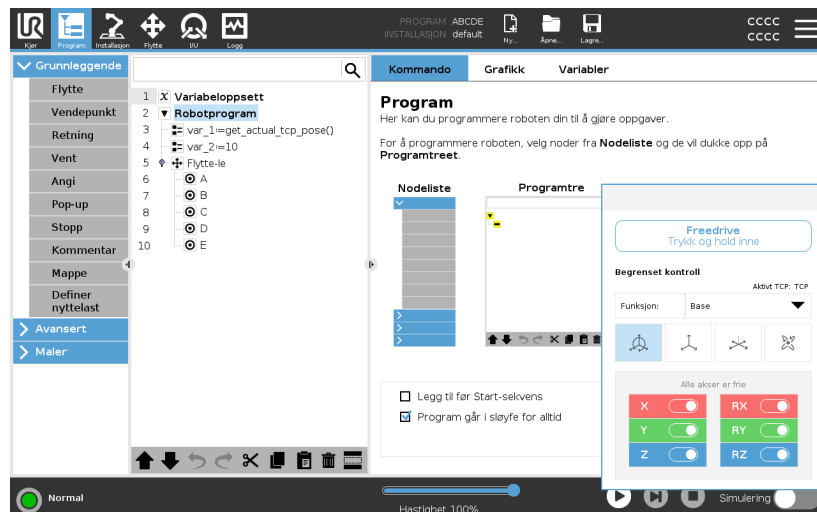 UR
PROGRAM ABCDE
INSTALLASJON default
CCCC
CCCC
Kjør
Program
Installasjon
Flytte
I/U
Logg
Ny...
Åpne...
Lagre...
Grunnleggende
Flytte
Vendepunkt
Retning
Vent
Angi
Pop-up
Stopp
Kommentar
Mappe
Definer
nyttelast
Avansert
Maler
1 X Variabeloppsett
2 Robotprogram
3 var_1≔get_actual_tcp_pose()
4 var_2≔10
5 Flytte-le
6 A
7 B
8 C
9 D
10 E
Kommando Grafikk Variabler
Program
Her kan du programmere roboten din til å gjøre oppgaver.
For å programmere roboten, velg noder fra Nodeliste og de vil dukke opp på
Programtreet.
Nodeliste
Programtre
Legg til før Start-sekvens
Program går i sløyfe for alltid
Freedrive
Trykk og hold inne
Begrenset kontroll
Aktivt TCP: TCP
Funksjon: Base
Alle akser er frie
X RX
Y RY
Z RZ
Normal
Hastighet 100%
Simulering